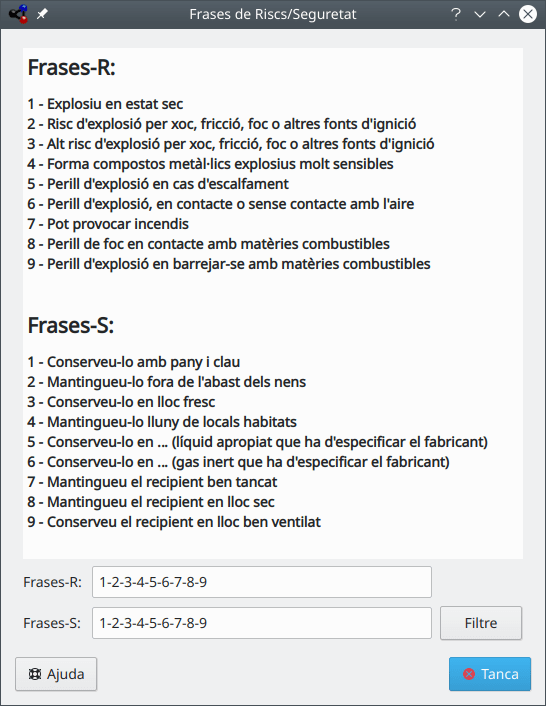 Frases de Riscs/Seguretat
Frases-R:
1 - Explosiu en estat sec
2 - Risc d'explosió per xoc, fricció, foc o altres fonts d'ignició
3 - Alt risc d'explosió per xoc, fricció, foc o altres fonts d'ignició
4 - Forma compostos metàl·lics explosius molt sensibles
5 - Perill d'explosió en cas d'escalfament
6 - Perill d'explosió, en contacte o sense contacte amb l'aire
7 - Pot provocar incendis
8 - Perill de foc en contacte amb matèries combustibles
9 - Perill d'explosió en barrejar-se amb matèries combustibles
Frases-S:
1 - Conserveu-lo amb pany i clau
2 - Mantingueu-lo fora de l'abast dels nens
3 - Conserveu-lo en lloc fresc
4 - Mantingueu-lo lluny de locals habitats
5 - Conserveu-lo en ... (líquid apropiat que ha d'especificar el fabricant)
6 - Conserveu-lo en ... (gas inert que ha d'especificar el fabricant)
7 - Mantingueu el recipient ben tancat
8 - Mantingueu el recipient en lloc sec
9 - Conserveu el recipient en lloc ben ventilat
Frases-R: 1-2-3-4-5-6-7-8-9
Frases-S: 1-2-3-4-5-6-7-8-9 Filtre
Ajuda Tanca